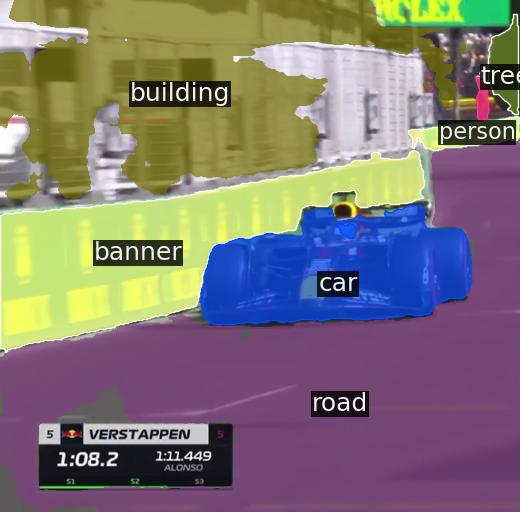 ROLEX
tree
building
person
banner
car
road
5 VERSTAPPEN 5
1:08.2 1:11.449
ALONSO
S1 S2 S3